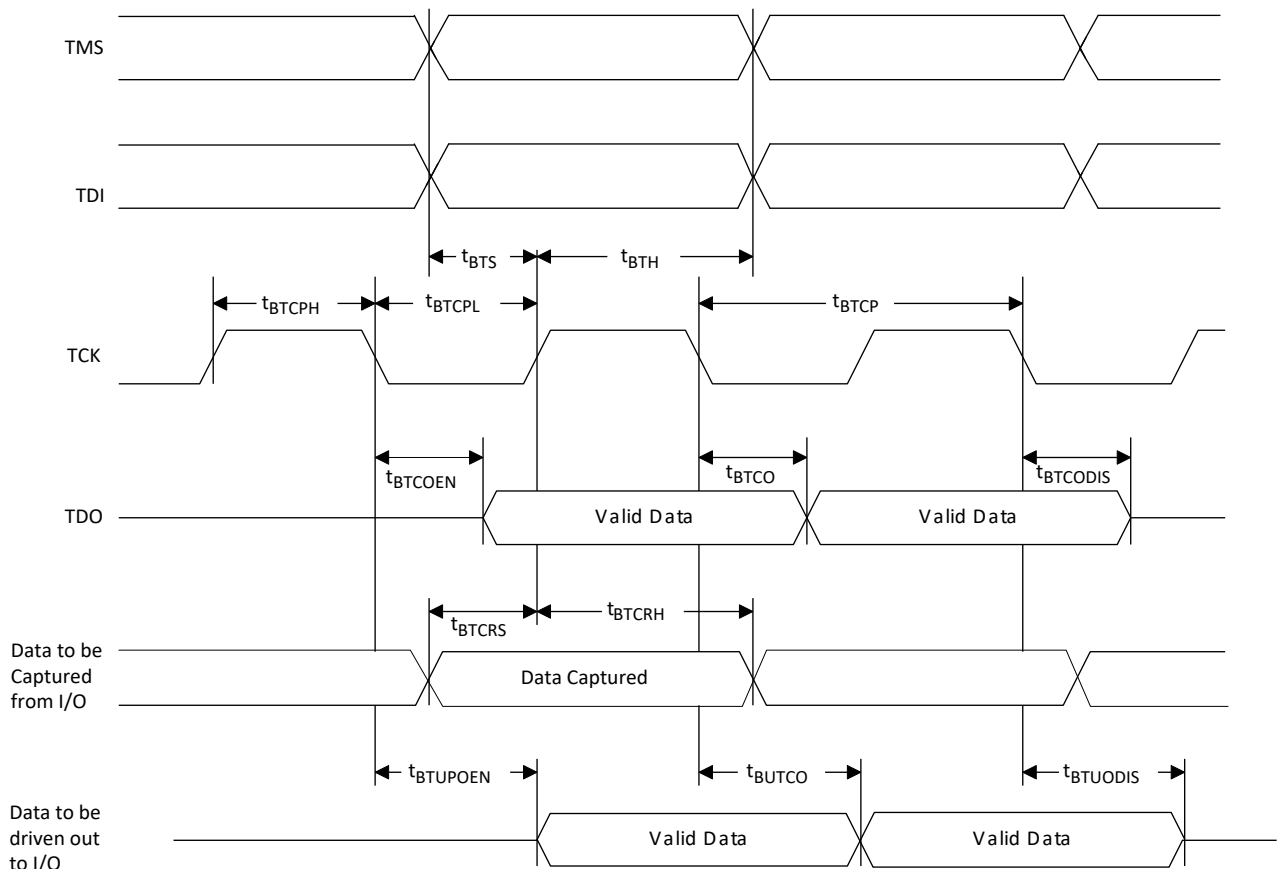 TMS
TDI
tBTS
tBTH
tBTCPH
tBTCPL
tBTCP
TCK
tBTCOEN
tBTCO
tBTCODIS
TDO
Valid Data
Valid Data
tBTCRS
tBTCRH
Data to be
Captured
from I/O
Data Captured
tBTUPOEN
tBUTCO
tBTUODIS
Data to be
driven out
to I/O
Valid Data
Valid Data